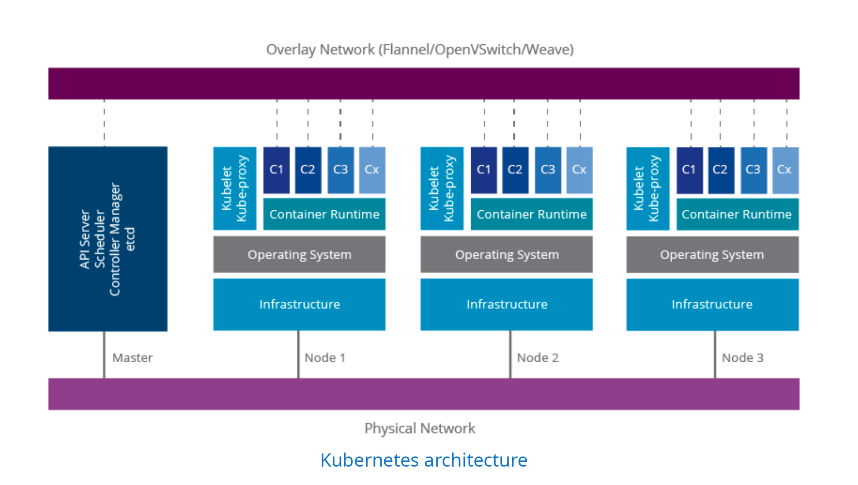 Overlay Network (Flannel/OpenVSwitch/Weave)
API Server
Scheduler
Controller Manager
etcd
Kubelet
Kube-proxy
C1
C2
C3
Cx
Container Runtime
Operating System
Infrastructure
Kubelet
Kube-proxy
C1
C2
C3
Cx
Container Runtime
Operating System
Infrastructure
Kubelet
Kube-proxy
C1
C2
C3
Cx
Container Runtime
Operating System
Infrastructure
Master
Node 1
Node 2
Node 3
Physical Network
Kubernetes architecture